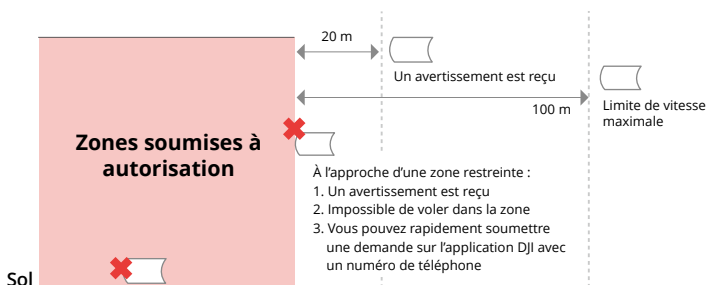 20 m
Un avertissement est reçu
100 m
Limite de vitesse
maximale
Zones soumises à
autorisation
À l’approche d’une zone restreinte :
1. Un avertissement est reçu
2. Impossible de voler dans la zone
3. Vous pouvez rapidement soumettre
une demande sur l’application DJI avec
un numéro de téléphone
Sol